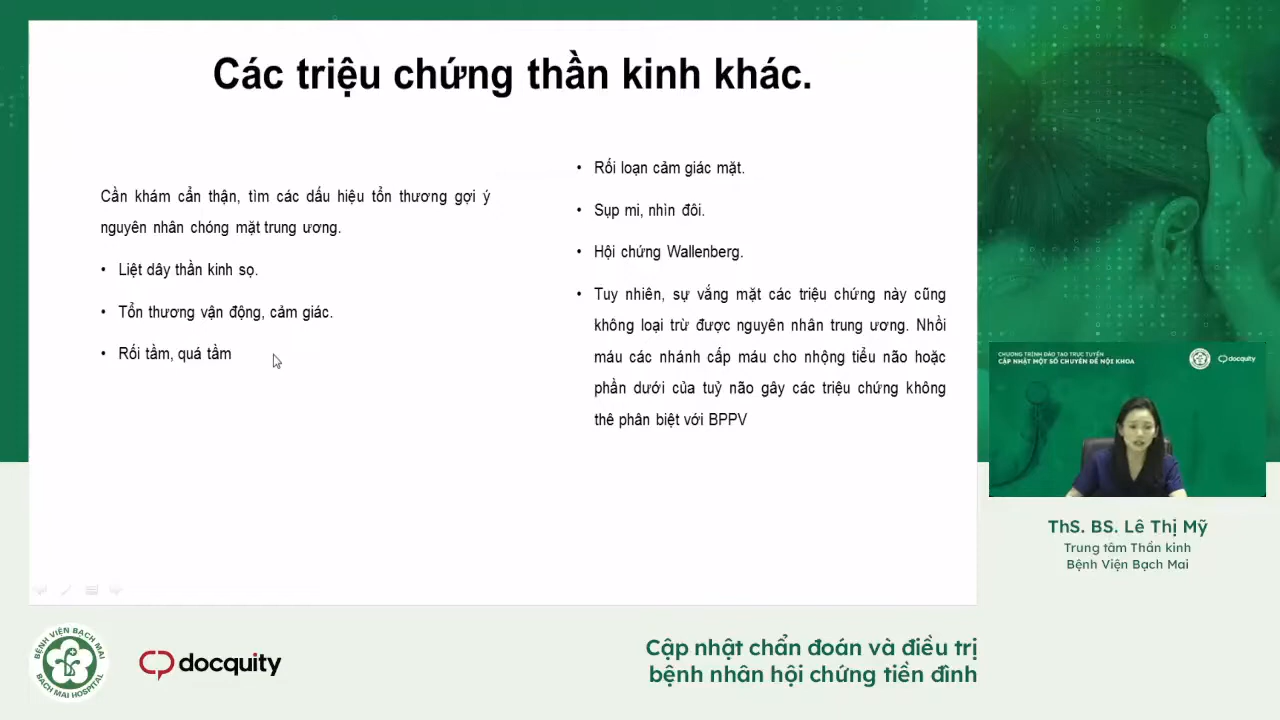 Các triệu chứng thần kinh khác.
Cần khám cẩn thận, tìm các dấu hiệu tổn thương gợi ý
nguyên nhân chóng mặt trung ương.
• Liệt dây thần kinh sọ.
• Tổn thương vận động, cảm giác.
• Rối tầm, quá tầm
• Rối loạn cảm giác mặt.
• Sụp mi, nhìn đôi.
• Hội chứng Wallenberg.
• Tuy nhiên, sự vắng mặt các triệu chứng này cũng
không loại trừ được nguyên nhân trung ương. Nhồi
máu các nhánh cấp máu cho nhộng tiểu não hoặc
phần dưới của tuỷ não gây các triệu chứng không
thê phân biệt với BPPV
CHƯƠNG TRÌNH ĐÀO TẠO TRỰC TUYẾN
CẬP NHẬT MỘT SỐ CHUYÊN ĐỀ NỘI KHOA
docquity
ThS. BS. Lê Thị Mỹ
Trung tâm Thần kinh
Bệnh Viện Bạch Mai
BỆNH VIỆN BẠCH MAI
BACH MAI HOSPITAL
docquity
Cập nhật chẩn đoán và điều trị
bệnh nhân hội chứng tiền đình